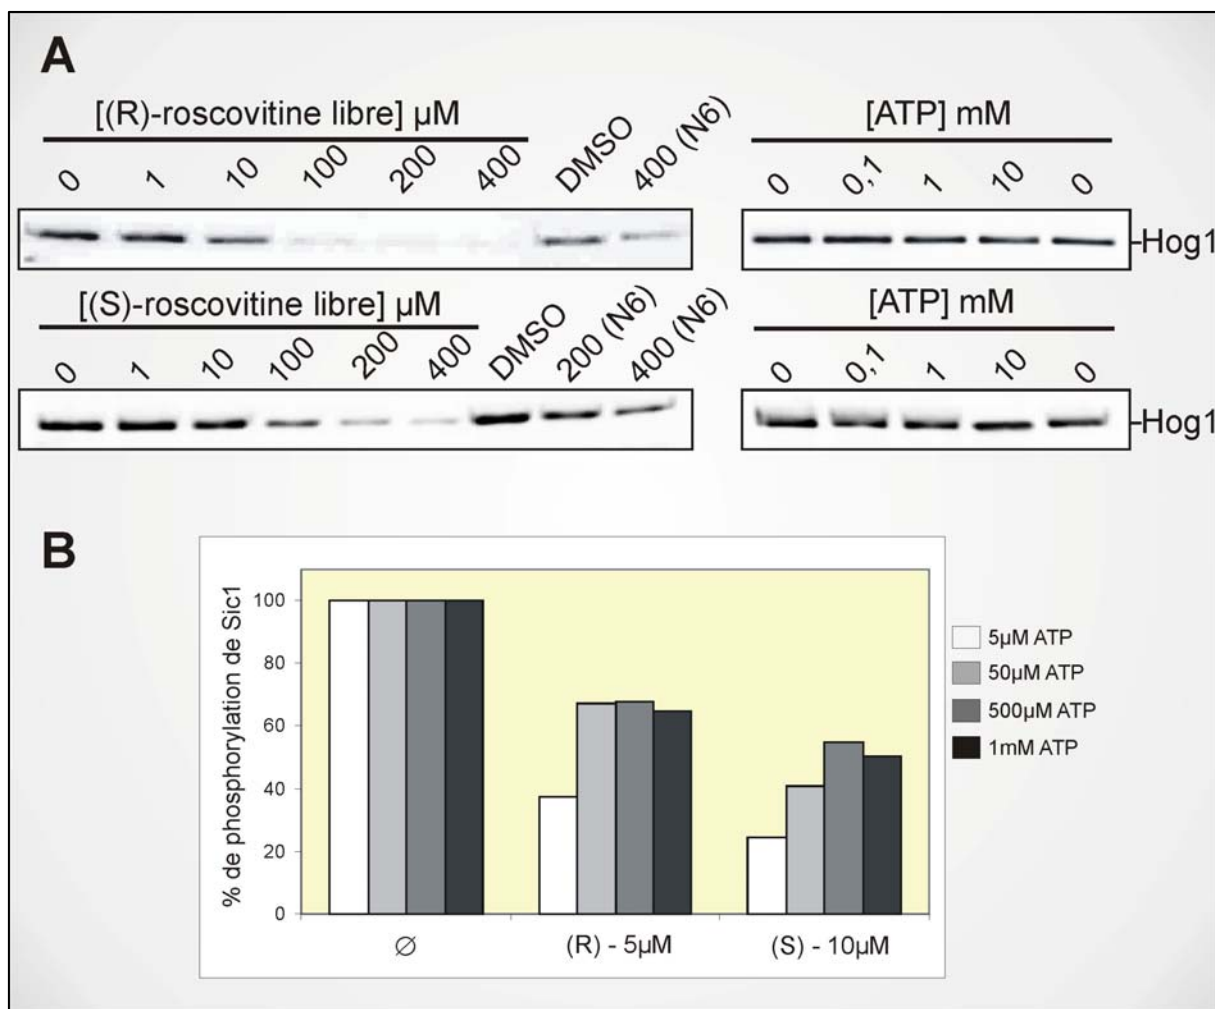 A
[(R)-roscovitine libre] µM
0 1 10 100 200 400 DMSO 400 (N6)
[ATP] mM
0 0,1 1 10 0
Hog1
[(S)-roscovitine libre] µM
0 1 10 100 200 400 DMSO 200 (N6) 400 (N6)
[ATP] mM
0 0,1 1 10 0
Hog1
B
% de phosphorylation de Sic1
100
80
60
40
20
0
∅ (R) - 5µM (S) - 10µM
5µM ATP
50µM ATP
500µM ATP
1mM ATP